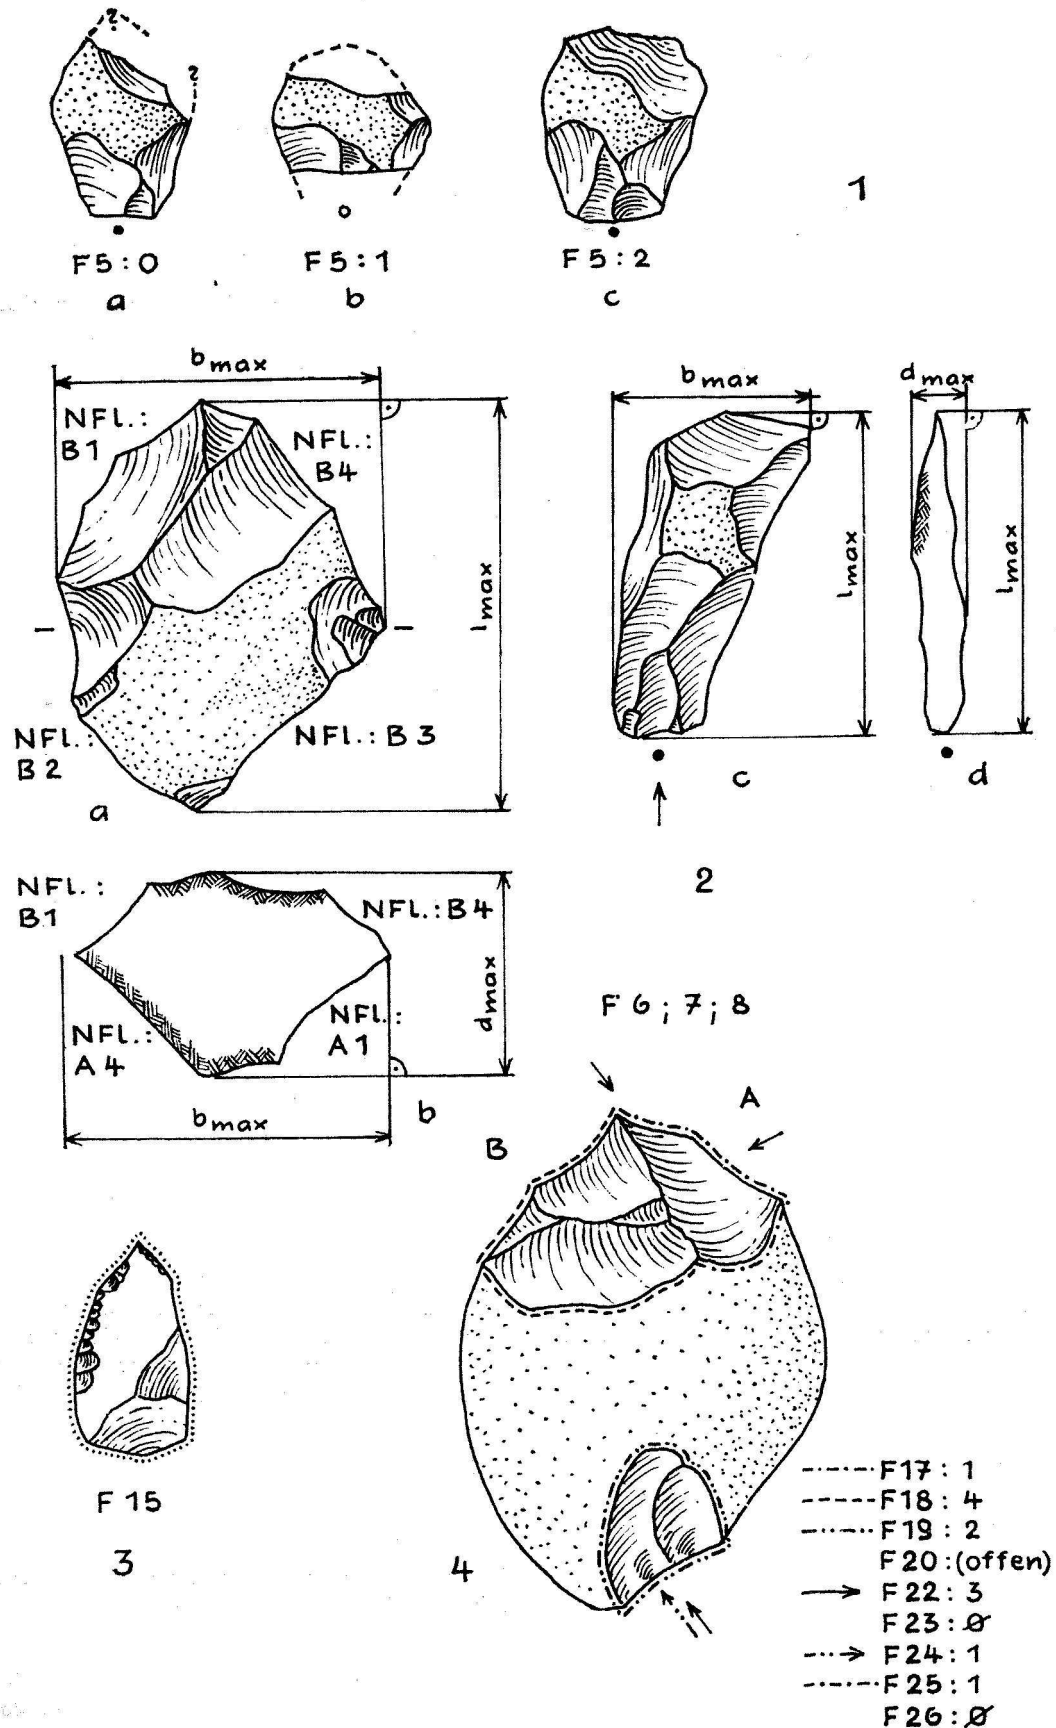 ?
?
F5:0
a
F5:1
b
F5:2
c
1
b max
NFL.:
B1
NFL.:
B4
l max
NFL.:
B2
NFL.: B3
a
b max
l max
c
d max
l max
d
2
NFL.:
B1
NFL.: B4
d max
NFL.:
A4
NFL.:
A1
b max
b
F 6 ; 7 ; 8
B
A
F 15
3
4
F17 : 1
F18 : 4
F19 : 2
F20 :(offen)
F22 : 3
F23 : Ø
F24 : 1
F25 : 1
F26 : Ø